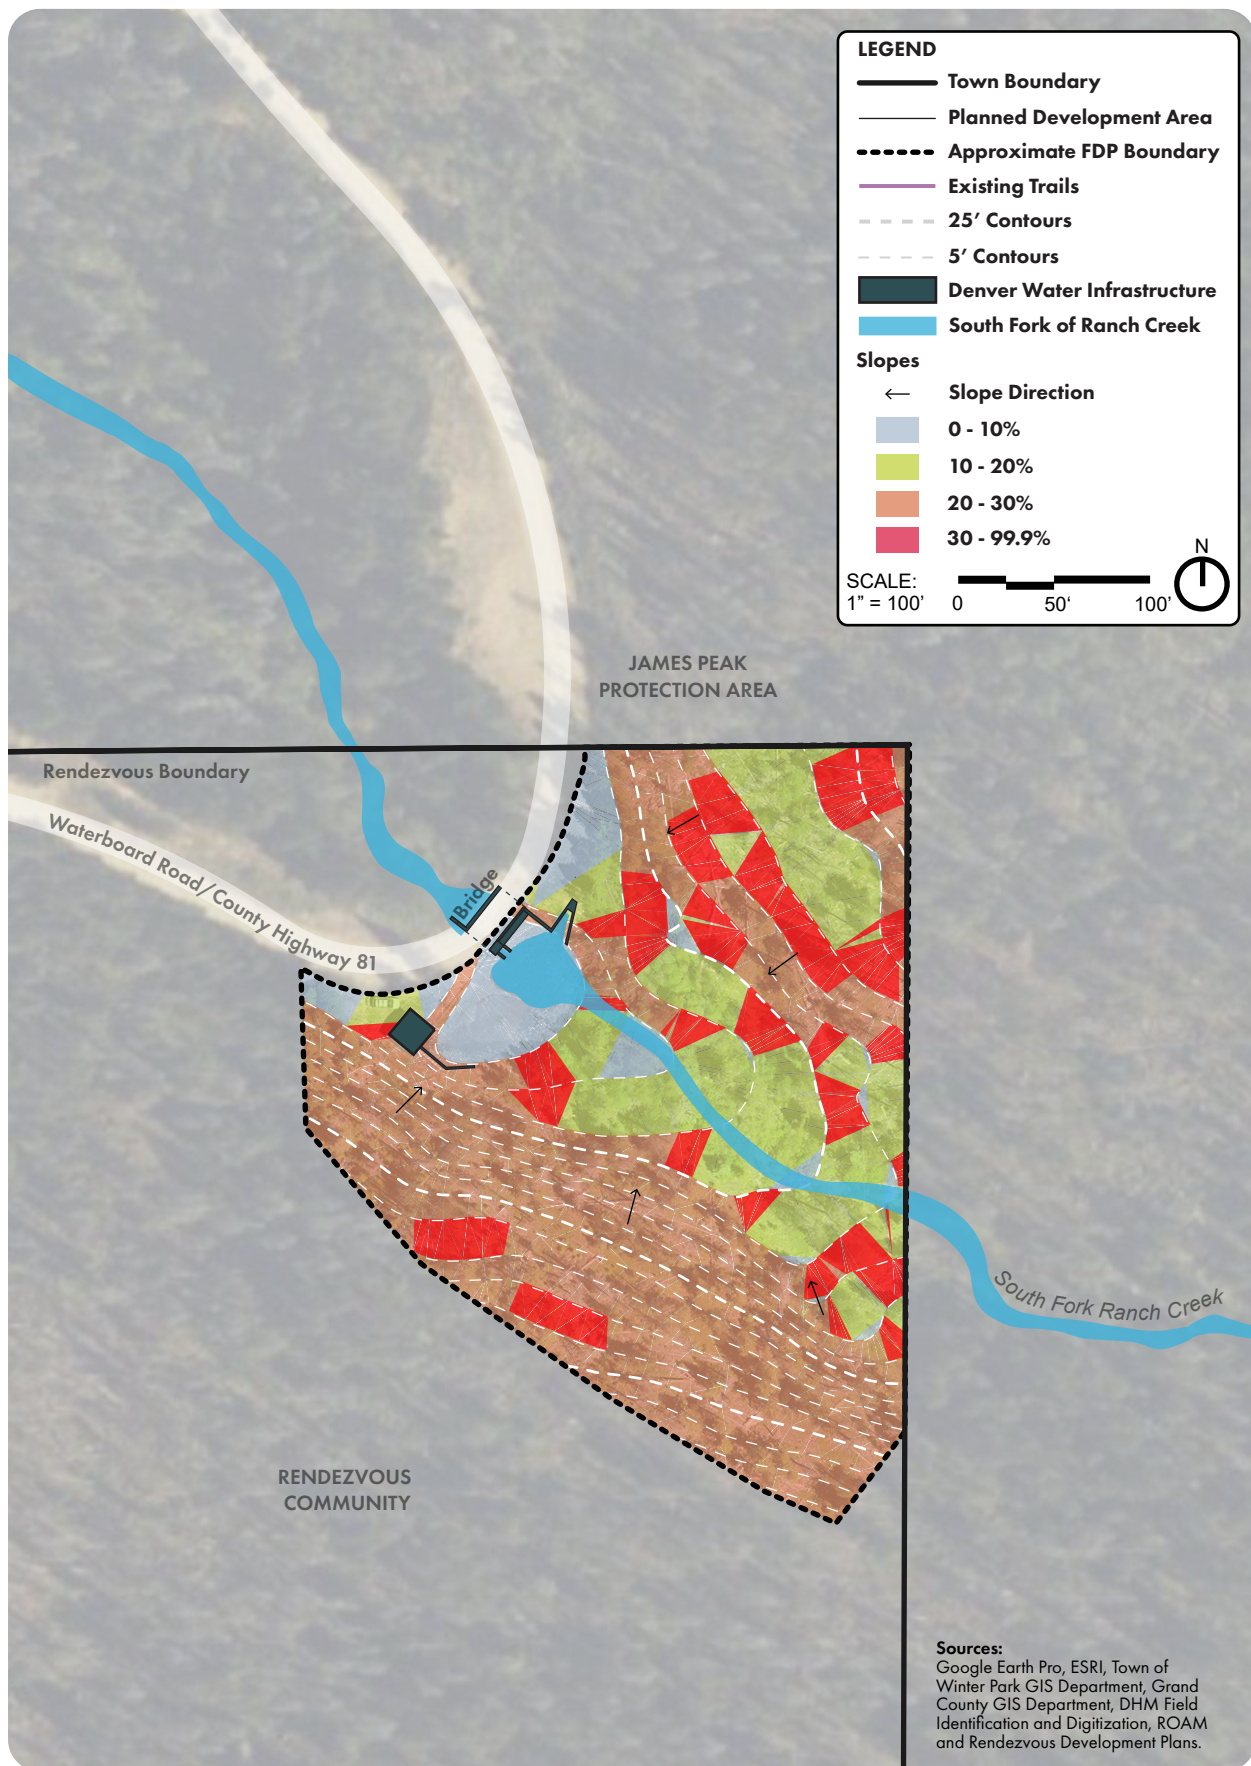 LEGEND
Town Boundary
Planned Development Area
Approximate FDP Boundary
Existing Trails
25’ Contours
5’ Contours
Denver Water Infrastructure
South Fork of Ranch Creek
Slopes
Slope Direction
0 - 10%
10 - 20%
20 - 30%
30 - 99.9%
N
SCALE:
1” = 100’
0 50‘ 100’
JAMES PEAK
PROTECTION AREA
Rendezvous Boundary
Waterboard Road/County Highway 81
Bridge
South Fork Ranch Creek
RENDEZVOUS
COMMUNITY
Sources:
Google Earth Pro, ESRI, Town of
Winter Park GIS Department, Grand
County GIS Department, DHM Field
Identification and Digitization, ROAM
and Rendezvous Development Plans.